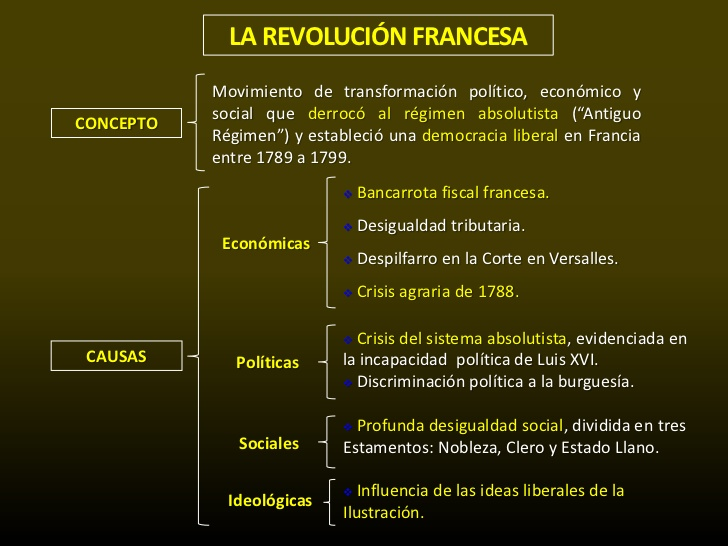 LA REVOLUCIÓN FRANCESA
CONCEPTO
Movimiento de transformación político, económico y
social que derrocó al régimen absolutista (“Antiguo
Régimen”) y estableció una democracia liberal en Francia
entre 1789 a 1799.
CAUSAS
Económicas
Bancarrota fiscal francesa.
Desigualdad tributaria.
Despilfarro en la Corte en Versalles.
Crisis agraria de 1788.
Políticas
Crisis del sistema absolutista, evidenciada en
la incapacidad política de Luis XVI.
Discriminación política a la burguesía.
Sociales
Profunda desigualdad social, dividida en tres
Estamentos: Nobleza, Clero y Estado Llano.
Ideológicas
Influencia de las ideas liberales de la
Ilustración.